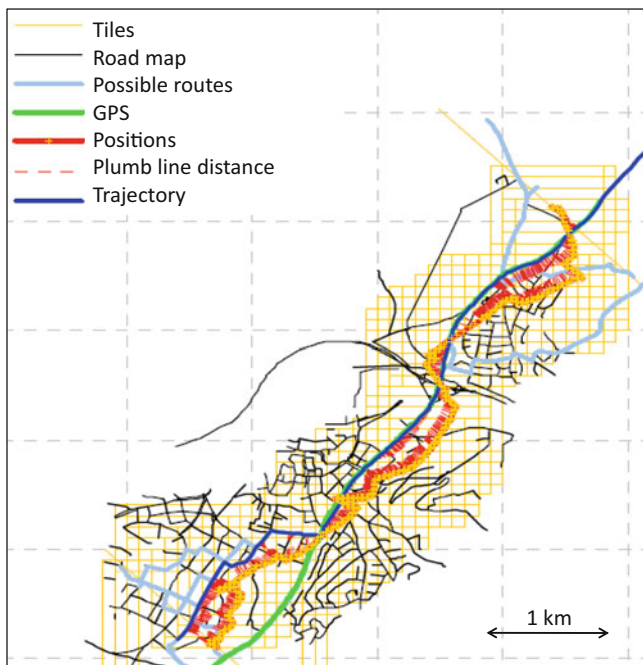 Tiles
Road map
Possible routes
GPS
Positions
Plumb line distance
Trajectory
1 km